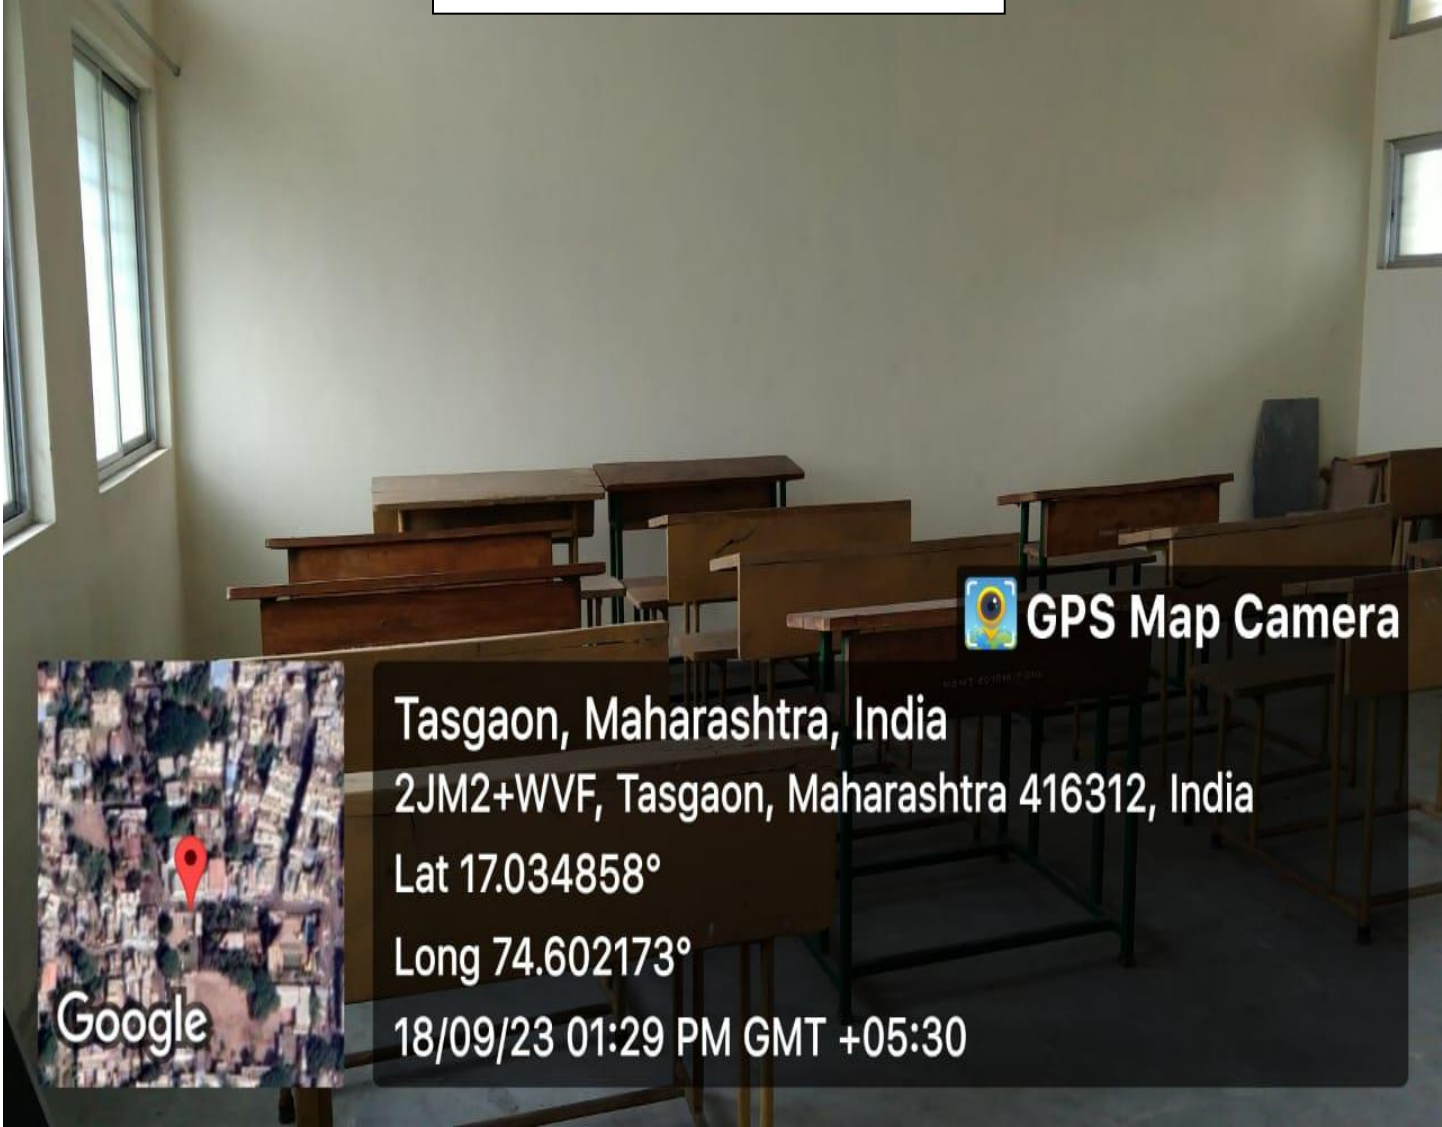 GPS Map Camera
Tasgaon, Maharashtra, India
2JM2+WVF, Tasgaon, Maharashtra 416312, India
Lat 17.034858°
Long 74.602173°
18/09/23 01:29 PM GMT +05:30
Google